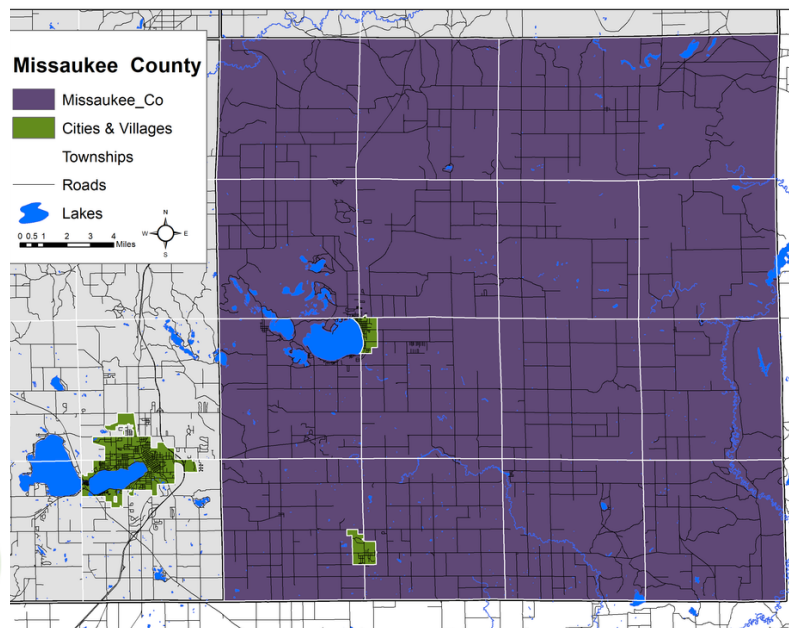 Missaukee County
Missaukee_Co
Cities & Villages
Townships
Roads
Lakes
0 0.5 1 2 3 4
Miles
N
W E
S